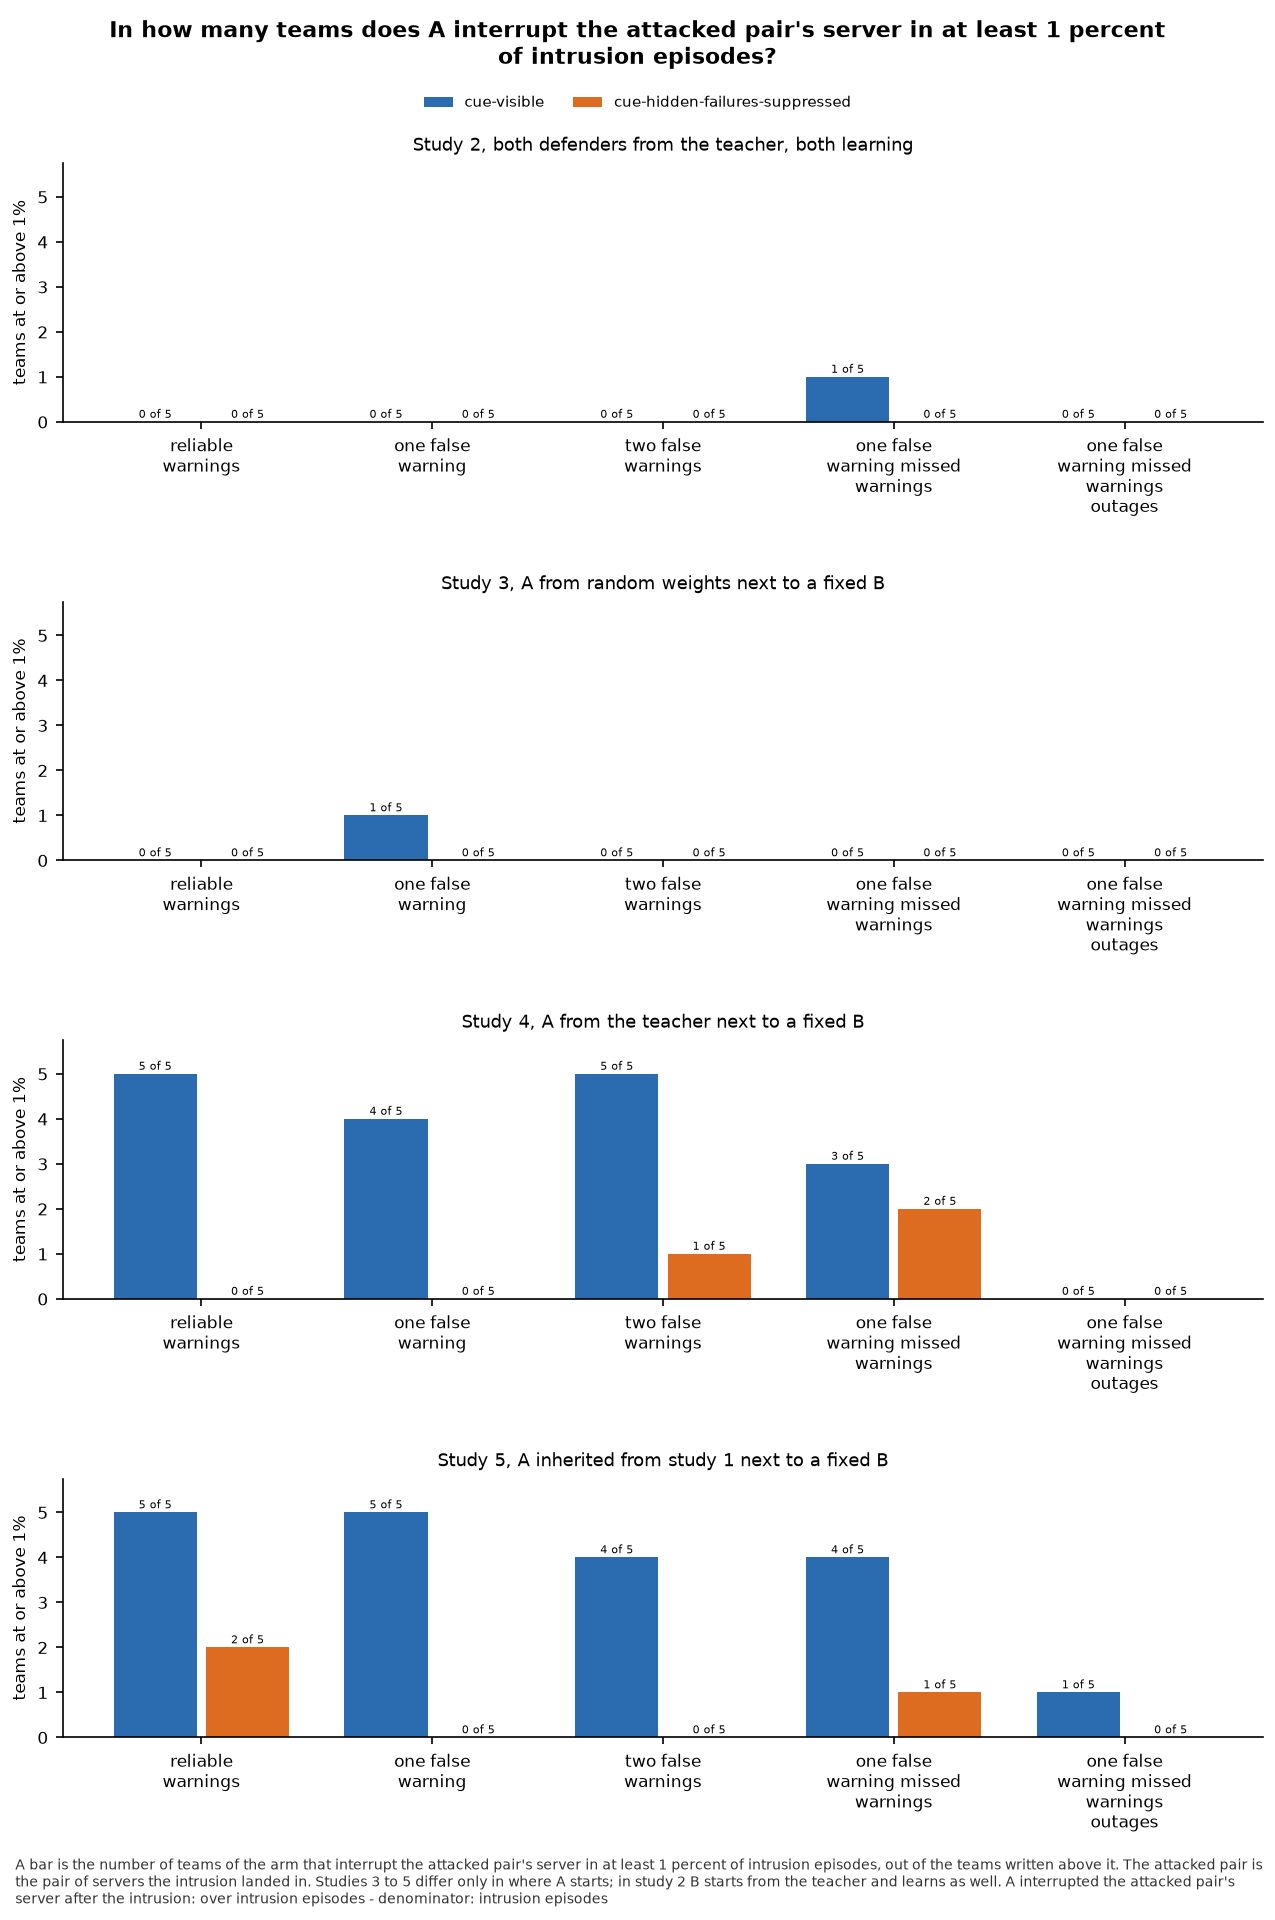 In how many teams does A interrupt the attacked pair's server in at least 1 percent
of intrusion episodes?
cue-visible
cue-hidden-failures-suppressed
Study 2, both defenders from the teacher, both learning
teams at or above 1%
5
4
3
2
1
0
0 of 5
0 of 5
0 of 5
0 of 5
0 of 5
0 of 5
1 of 5
0 of 5
0 of 5
0 of 5
reliable
warnings
one false
warning
two false
warnings
one false
warning missed
warnings
one false
warning missed
warnings
outages
Study 3, A from random weights next to a fixed B
teams at or above 1%
5
4
3
2
1
0
0 of 5
0 of 5
1 of 5
0 of 5
0 of 5
0 of 5
0 of 5
0 of 5
0 of 5
0 of 5
reliable
warnings
one false
warning
two false
warnings
one false
warning missed
warnings
one false
warning missed
warnings
outages
Study 4, A from the teacher next to a fixed B
teams at or above 1%
5
4
3
2
1
0
5 of 5
0 of 5
4 of 5
0 of 5
5 of 5
1 of 5
3 of 5
2 of 5
0 of 5
0 of 5
reliable
warnings
one false
warning
two false
warnings
one false
warning missed
warnings
one false
warning missed
warnings
outages
Study 5, A inherited from study 1 next to a fixed B
teams at or above 1%
5
4
3
2
1
0
5 of 5
2 of 5
5 of 5
0 of 5
4 of 5
0 of 5
4 of 5
1 of 5
1 of 5
0 of 5
reliable
warnings
one false
warning
two false
warnings
one false
warning missed
warnings
one false
warning missed
warnings
outages
A bar is the number of teams of the arm that interrupt the attacked pair's server in at least 1 percent of intrusion episodes, out of the teams written above it. The attacked pair is
the pair of servers the intrusion landed in. Studies 3 to 5 differ only in where A starts; in study 2 B starts from the teacher and learns as well. A interrupted the attacked pair's
server after the intrusion: over intrusion episodes - denominator: intrusion episodes